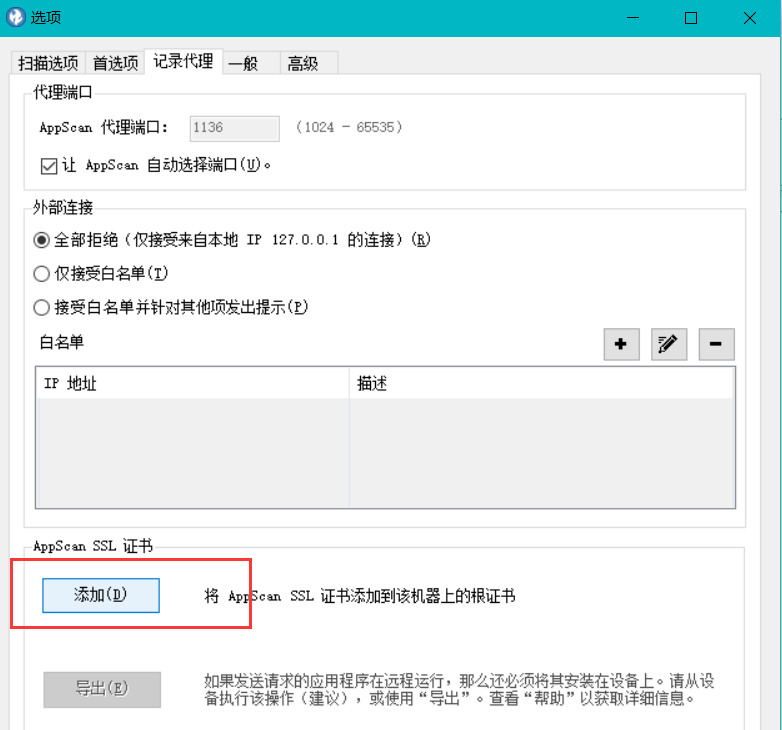 选项
扫描选项 首选项 记录代理 一般 高级
代理端口
AppScan 代理端口： 1136 （1024 - 65535）
让 AppScan 自动选择端口(U)。
外部连接
全部拒绝（仅接受来自本地 IP 127.0.0.1 的连接）(R)
仅接受白名单(T)
接受白名单并针对其他项发出提示(P)
白名单
IP 地址 描述
AppScan SSL 证书
添加(D) 将 AppScan SSL 证书添加到该机器上的根证书
导出(E) 如果发送请求的应用程序在远程运行，那么还必须将其安装在设备上。请从设
备执行该操作（建议），或使用“导出”。查看“帮助”以获取详细信息。